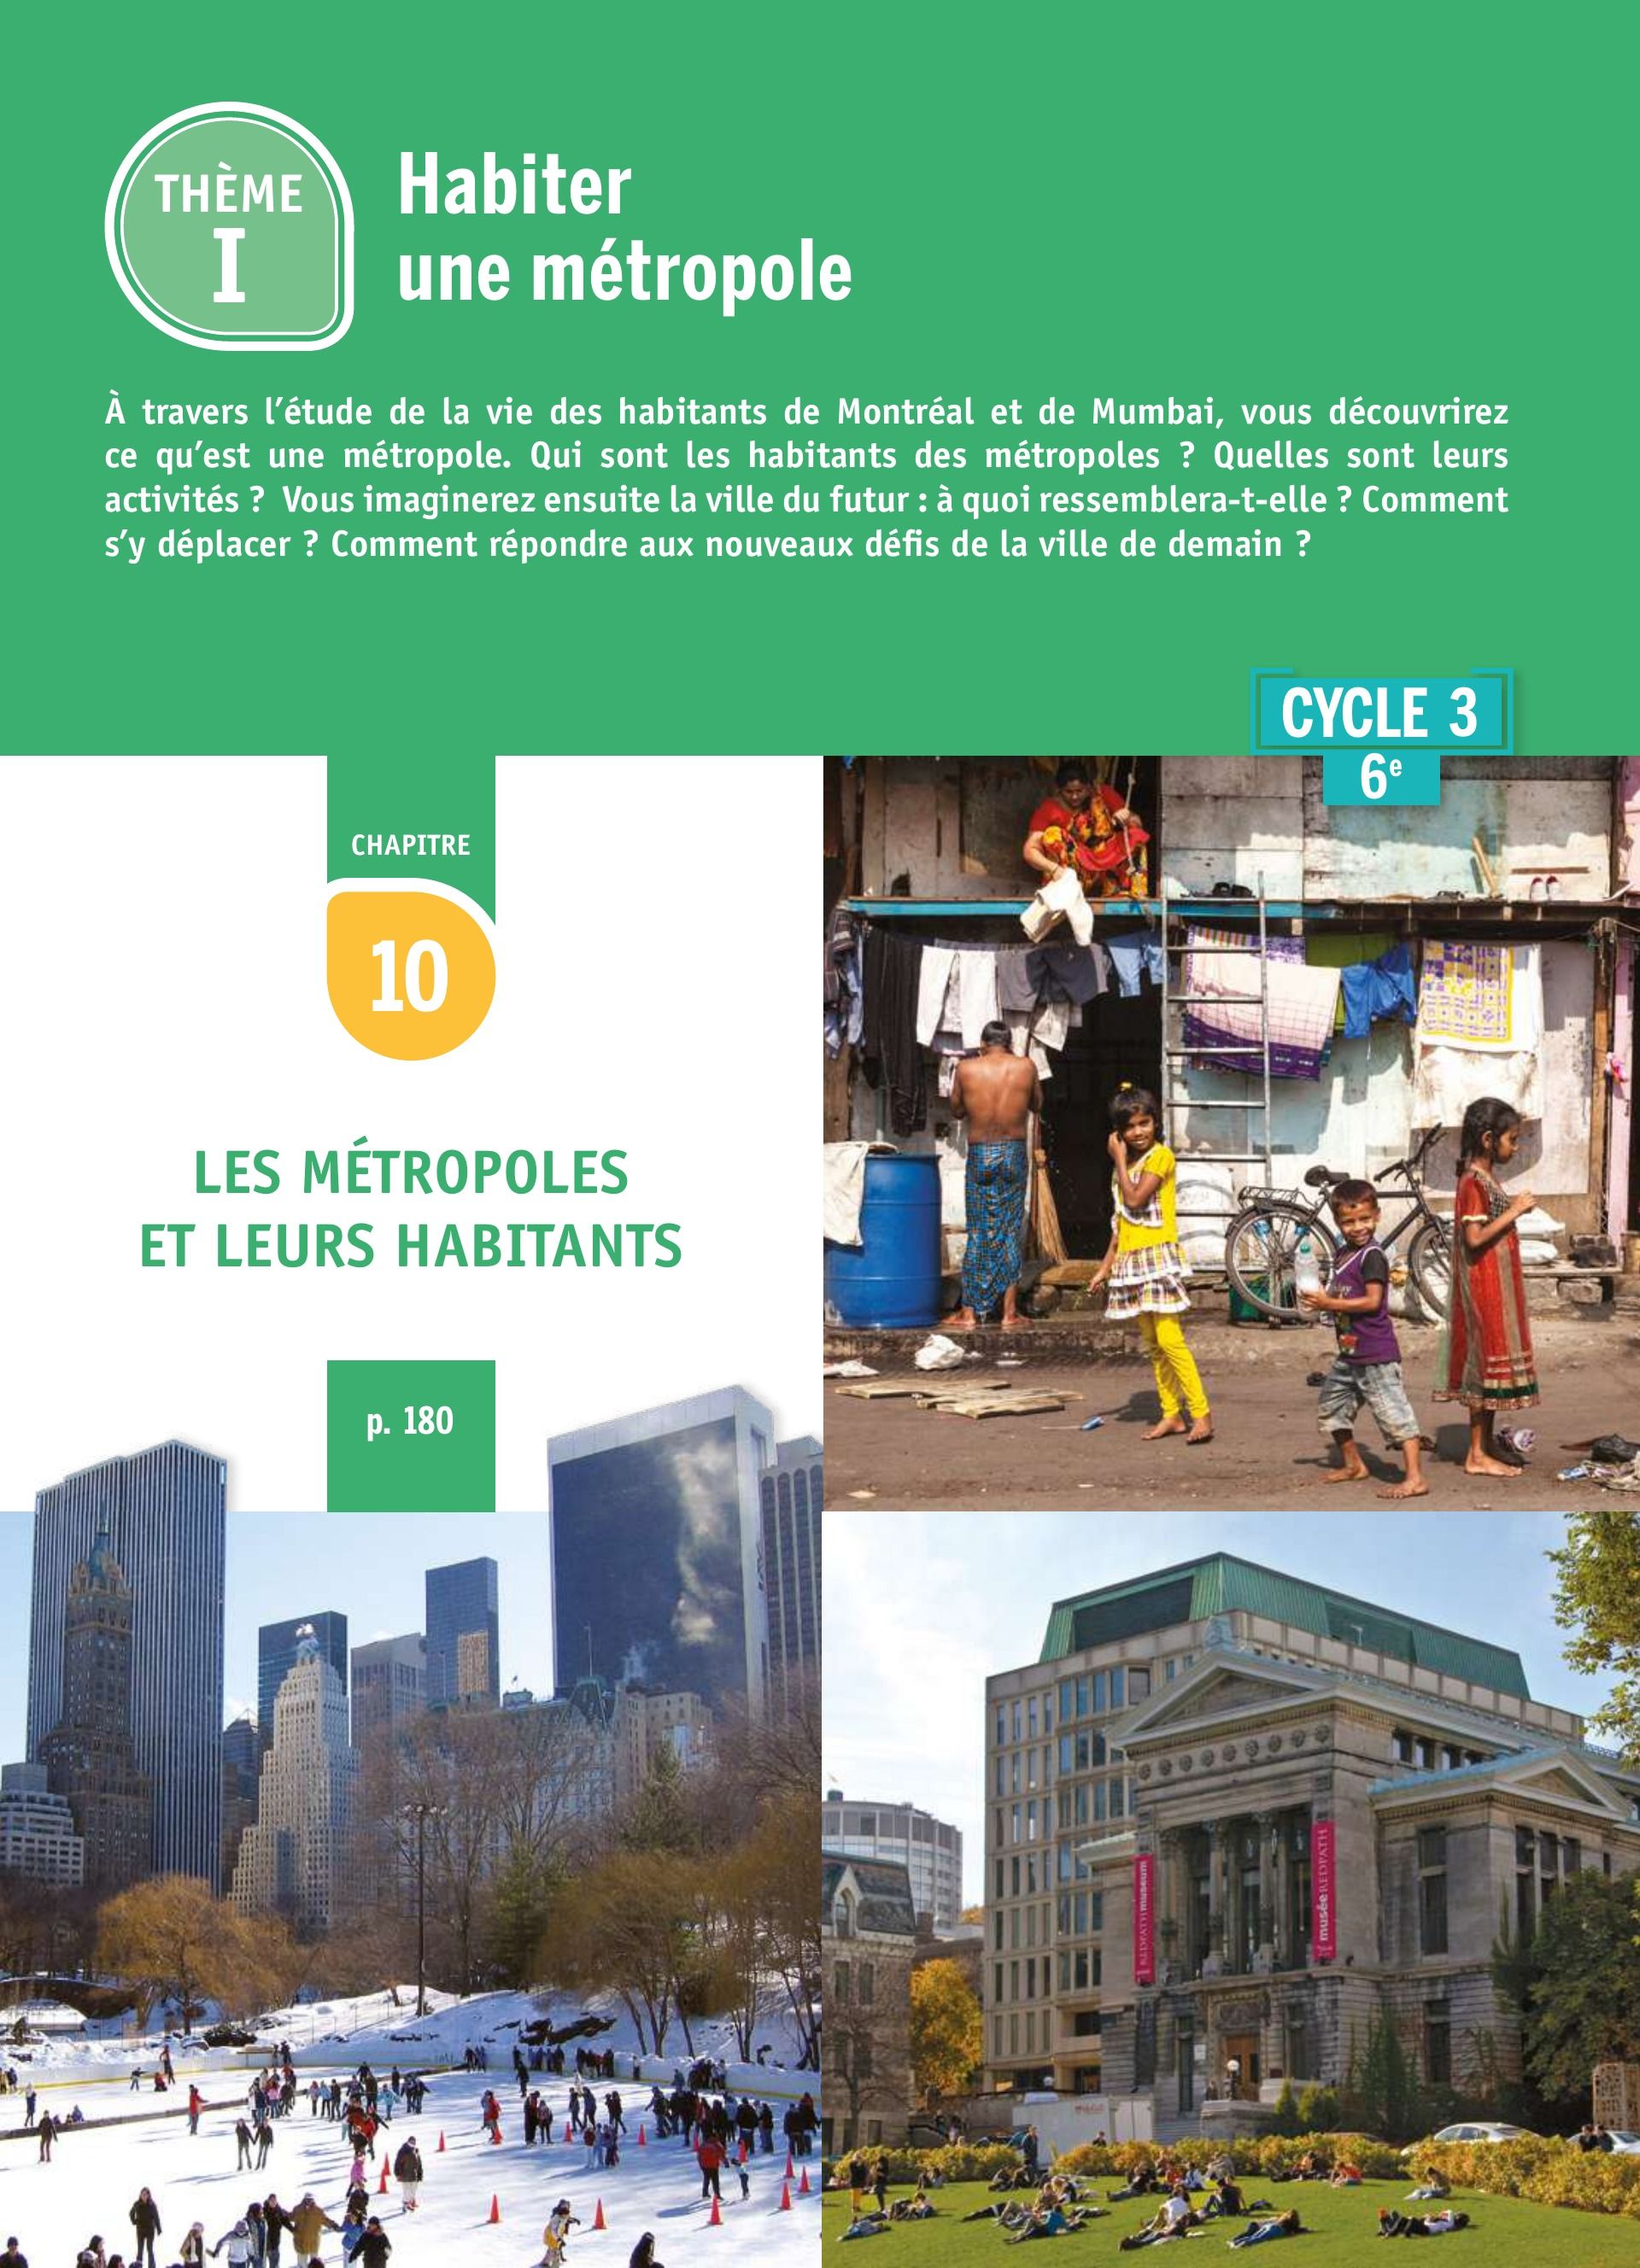 THÈME
I
Habiter
une métropole
À travers l’étude de la vie des habitants de Montréal et de Mumbai, vous découvrirez
ce qu’est une métropole. Qui sont les habitants des métropoles ? Quelles sont leurs
activités ? Vous imaginerez ensuite la ville du futur : à quoi ressemblera-t-elle ? Comment
s’y déplacer ? Comment répondre aux nouveaux défis de la ville de demain ?
CYCLE 3
6e
CHAPITRE
10
LES MÉTROPOLES
ET LEURS HABITANTS
p. 180
REDPATH museum
musée REDPATH